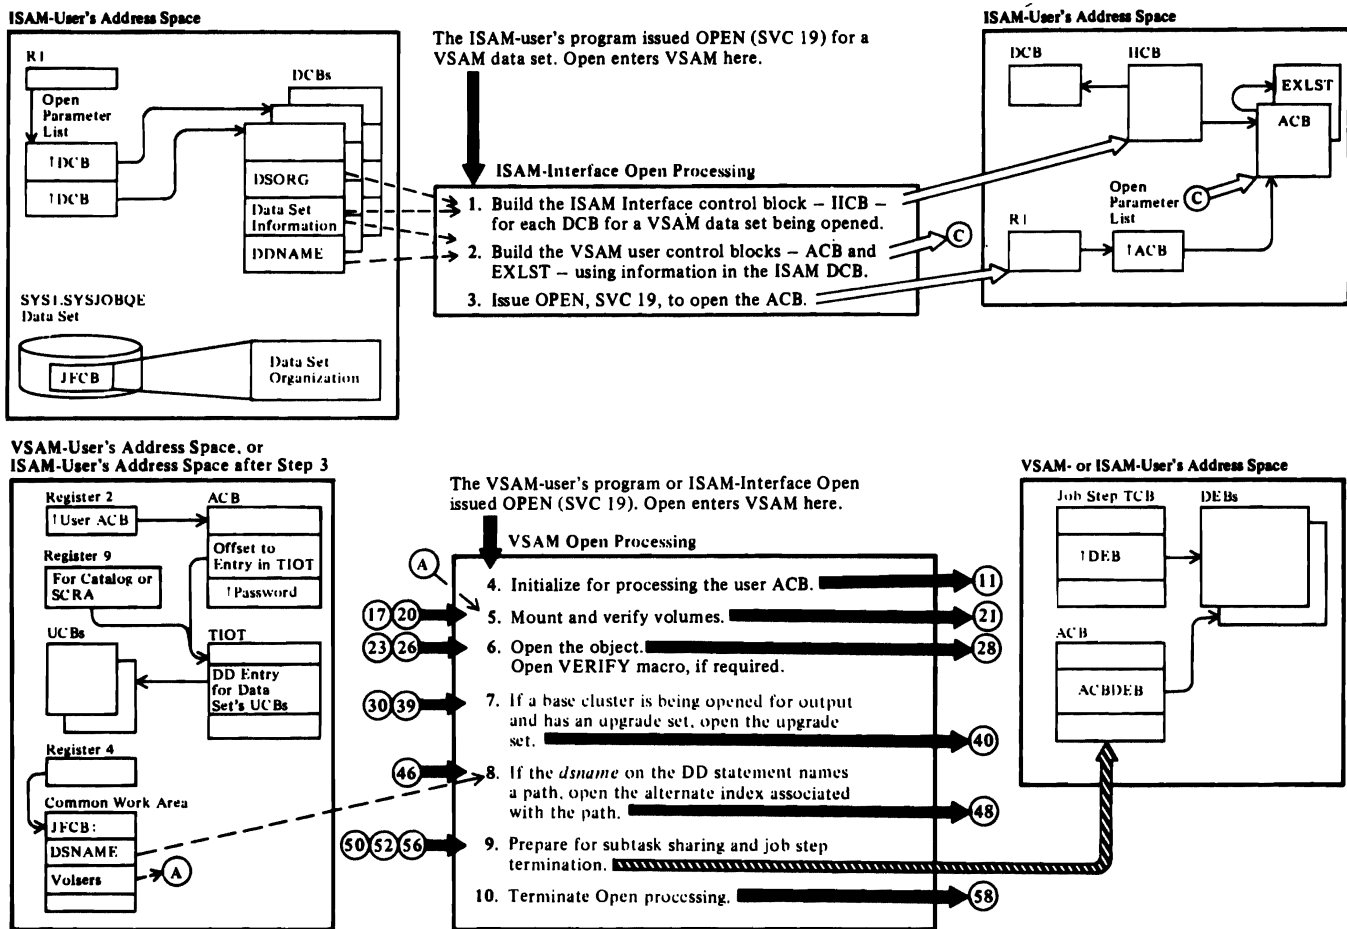 ISAM-User's Address Space
R1
Open
Parameter
List
↑DCB
↑DCB
DCBs
DSORG
Data Set
Information
DDNAME
SYS1.SYSJOBQE
Data Set
JFCB
Data Set
Organization
The ISAM-user's program issued OPEN (SVC 19) for a
VSAM data set. Open enters VSAM here.
ISAM-Interface Open Processing
1. Build the ISAM Interface control block – IICB –
for each DCB for a VSAM data set being opened.
2. Build the VSAM user control blocks – ACB and
EXLST – using information in the ISAM DCB.
3. Issue OPEN, SVC 19, to open the ACB.
C
ISAM-User's Address Space
DCB
IICB
EXLST
ACB
C
Open
Parameter
List
R1
↑ACB
VSAM-User's Address Space, or
ISAM-User's Address Space after Step 3
Register 2
↑User ACB
ACB
Offset to
Entry in TIOT
↑Password
Register 9
For Catalog or
SCRA
UCBs
TIOT
DD Entry
for Data
Set's UCBs
Register 4
Common Work Area
JFCB:
DSNAME
Volsers
A
The VSAM-user's program or ISAM-Interface Open
issued OPEN (SVC 19). Open enters VSAM here.
VSAM Open Processing
A
4. Initialize for processing the user ACB.
11
17 20
5. Mount and verify volumes.
21
23 26
6. Open the object.
28
Open VERIFY macro, if required.
30 39
7. If a base cluster is being opened for output
and has an upgrade set, open the upgrade
set.
40
46
8. If the dsname on the DD statement names
a path, open the alternate index associated
with the path.
48
50 52 56
9. Prepare for subtask sharing and job step
termination.
10. Terminate Open processing.
58
VSAM- or ISAM-User's Address Space
Job Step TCB
↑DEB
DEBs
ACB
ACBDEB